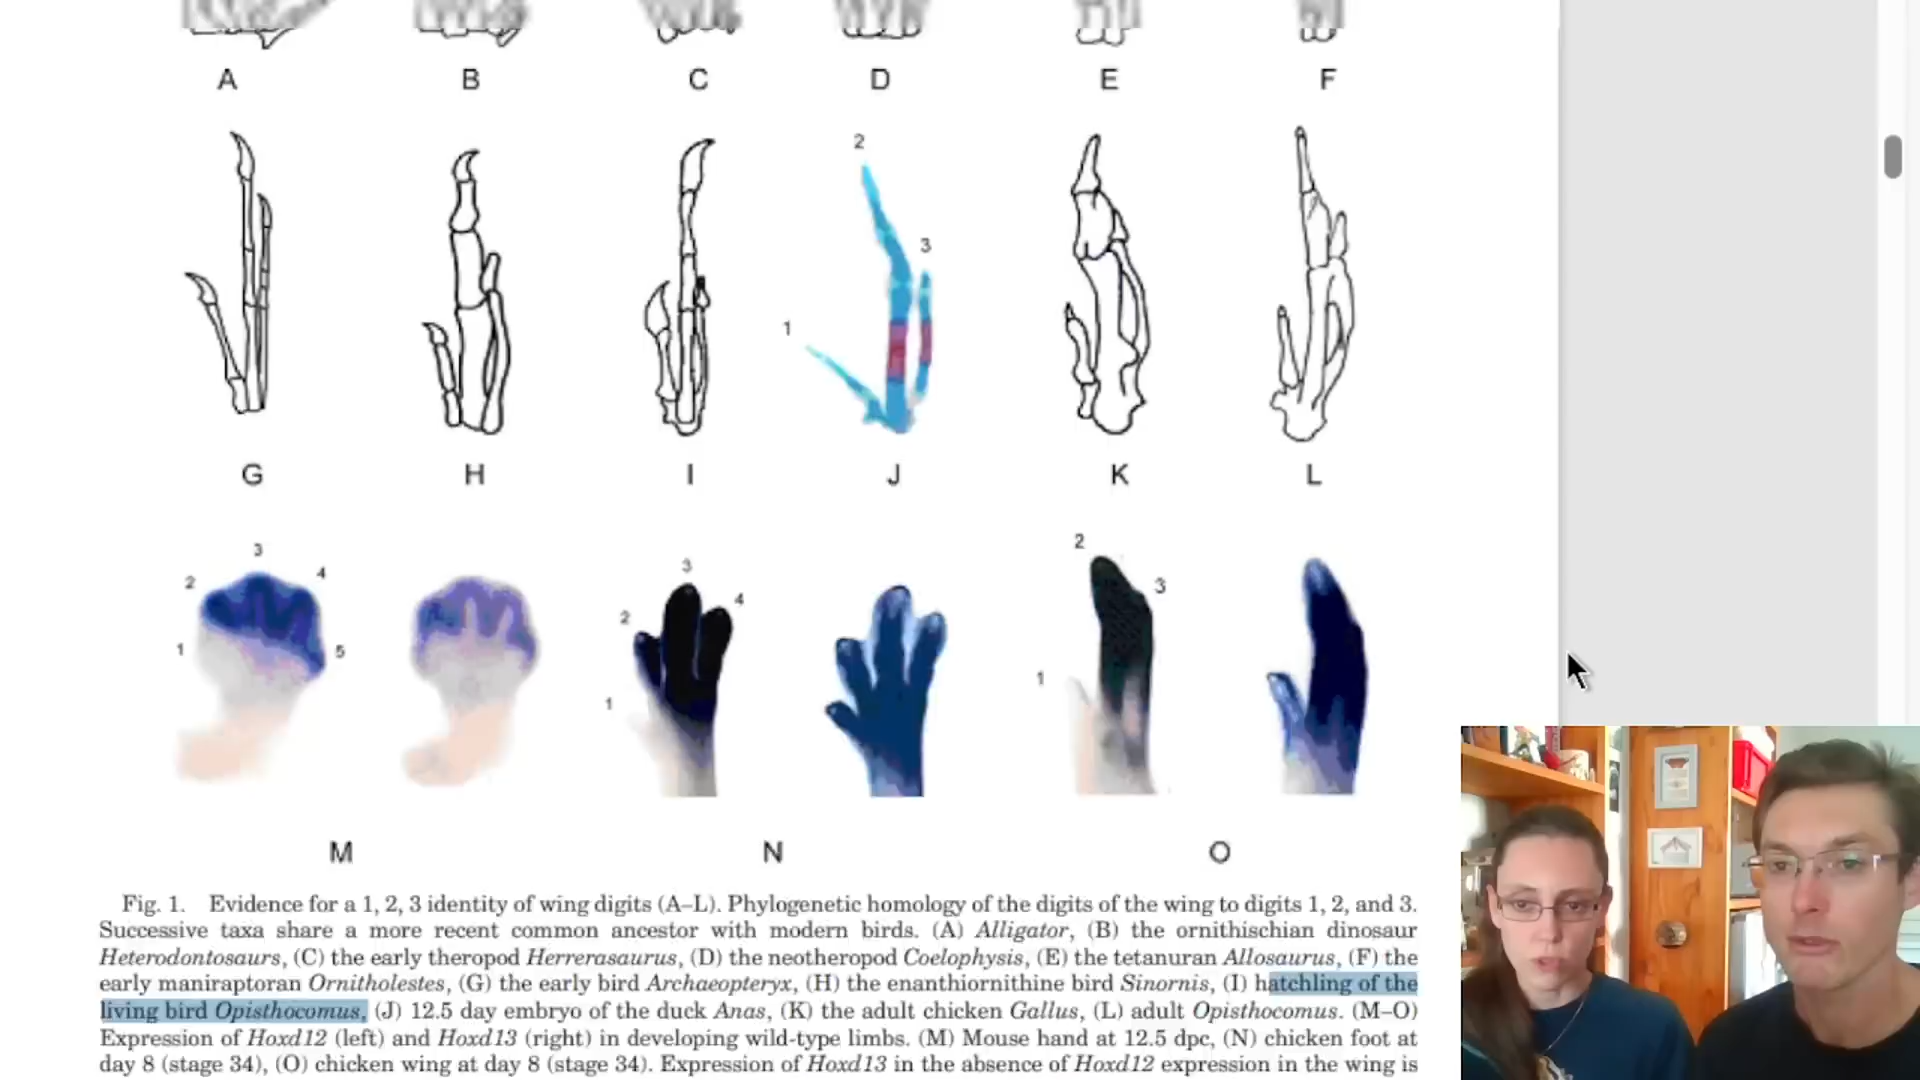 A B C D E F
2
3
1
G H I J K L
3
2 4
1 5
3
2 4
1
2
3
1
M N O
Fig. 1. Evidence for a 1, 2, 3 identity of wing digits (A–L). Phylogenetic homology of the digits of the wing to digits 1, 2, and 3.
Successive taxa share a more recent common ancestor with modern birds. (A) Alligator, (B) the ornithischian dinosaur
Heterodontosaurs, (C) the early theropod Herrerasaurus, (D) the neotheropod Coelophysis, (E) the tetanuran Allosaurus, (F) the
early maniraptoran Ornitholestes, (G) the early bird Archaeopteryx, (H) the enanthiornithine bird Sinornis, (I) hatchling of the
living bird Opisthocomus, (J) 12.5 day embryo of the duck Anas, (K) the adult chicken Gallus, (L) adult Opisthocomus. (M–O)
Expression of Hoxd12 (left) and Hoxd13 (right) in developing wild-type limbs. (M) Mouse hand at 12.5 dpc, (N) chicken foot at
day 8 (stage 34), (O) chicken wing at day 8 (stage 34). Expression of Hoxd13 in the absence of Hoxd12 expression in the wing is